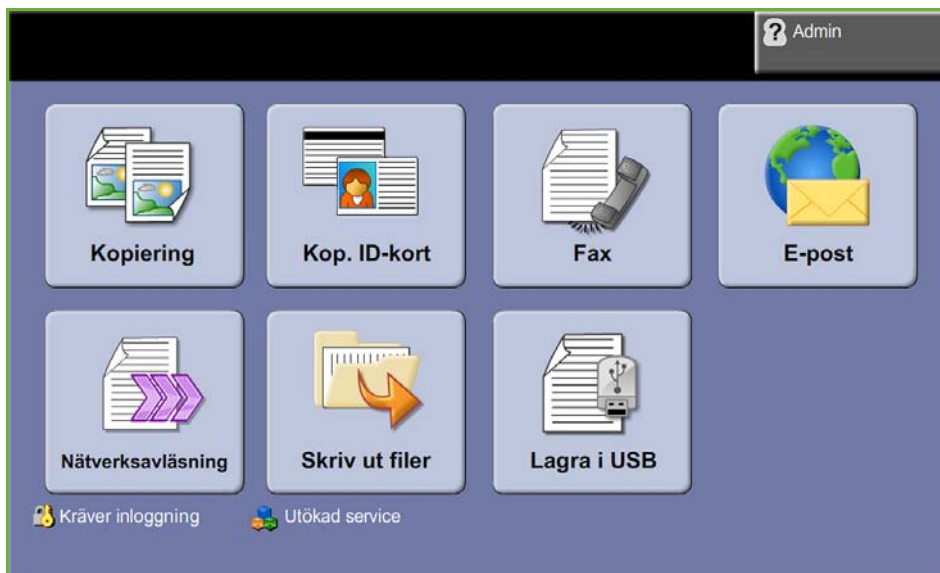 Admin
Kopiering
Kop. ID-kort
Fax
E-post
Nätverksavläsning
Skriv ut filer
Lagra i USB
Kräver inloggning
Utökad service